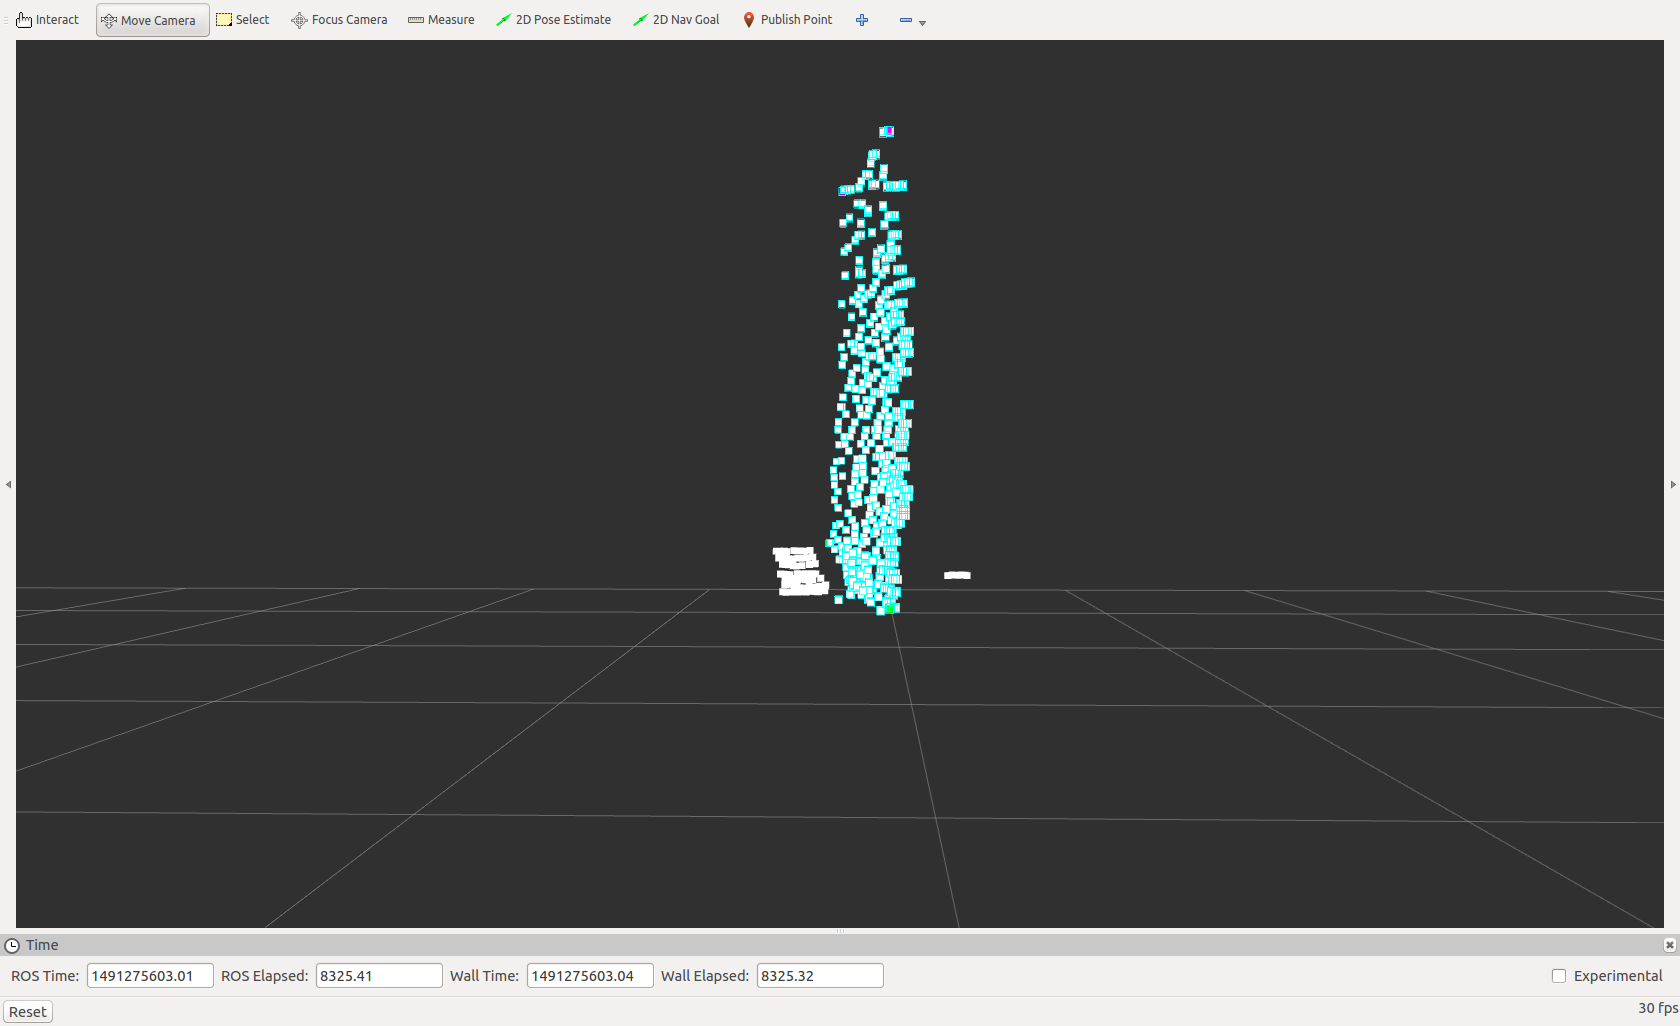 Interact Move Camera Select Focus Camera Measure 2D Pose Estimate 2D Nav Goal Publish Point
Time
ROS Time: 1491275603.01 ROS Elapsed: 8325.41 Wall Time: 1491275603.04 Wall Elapsed: 8325.32 Experimental
Reset 30 fps